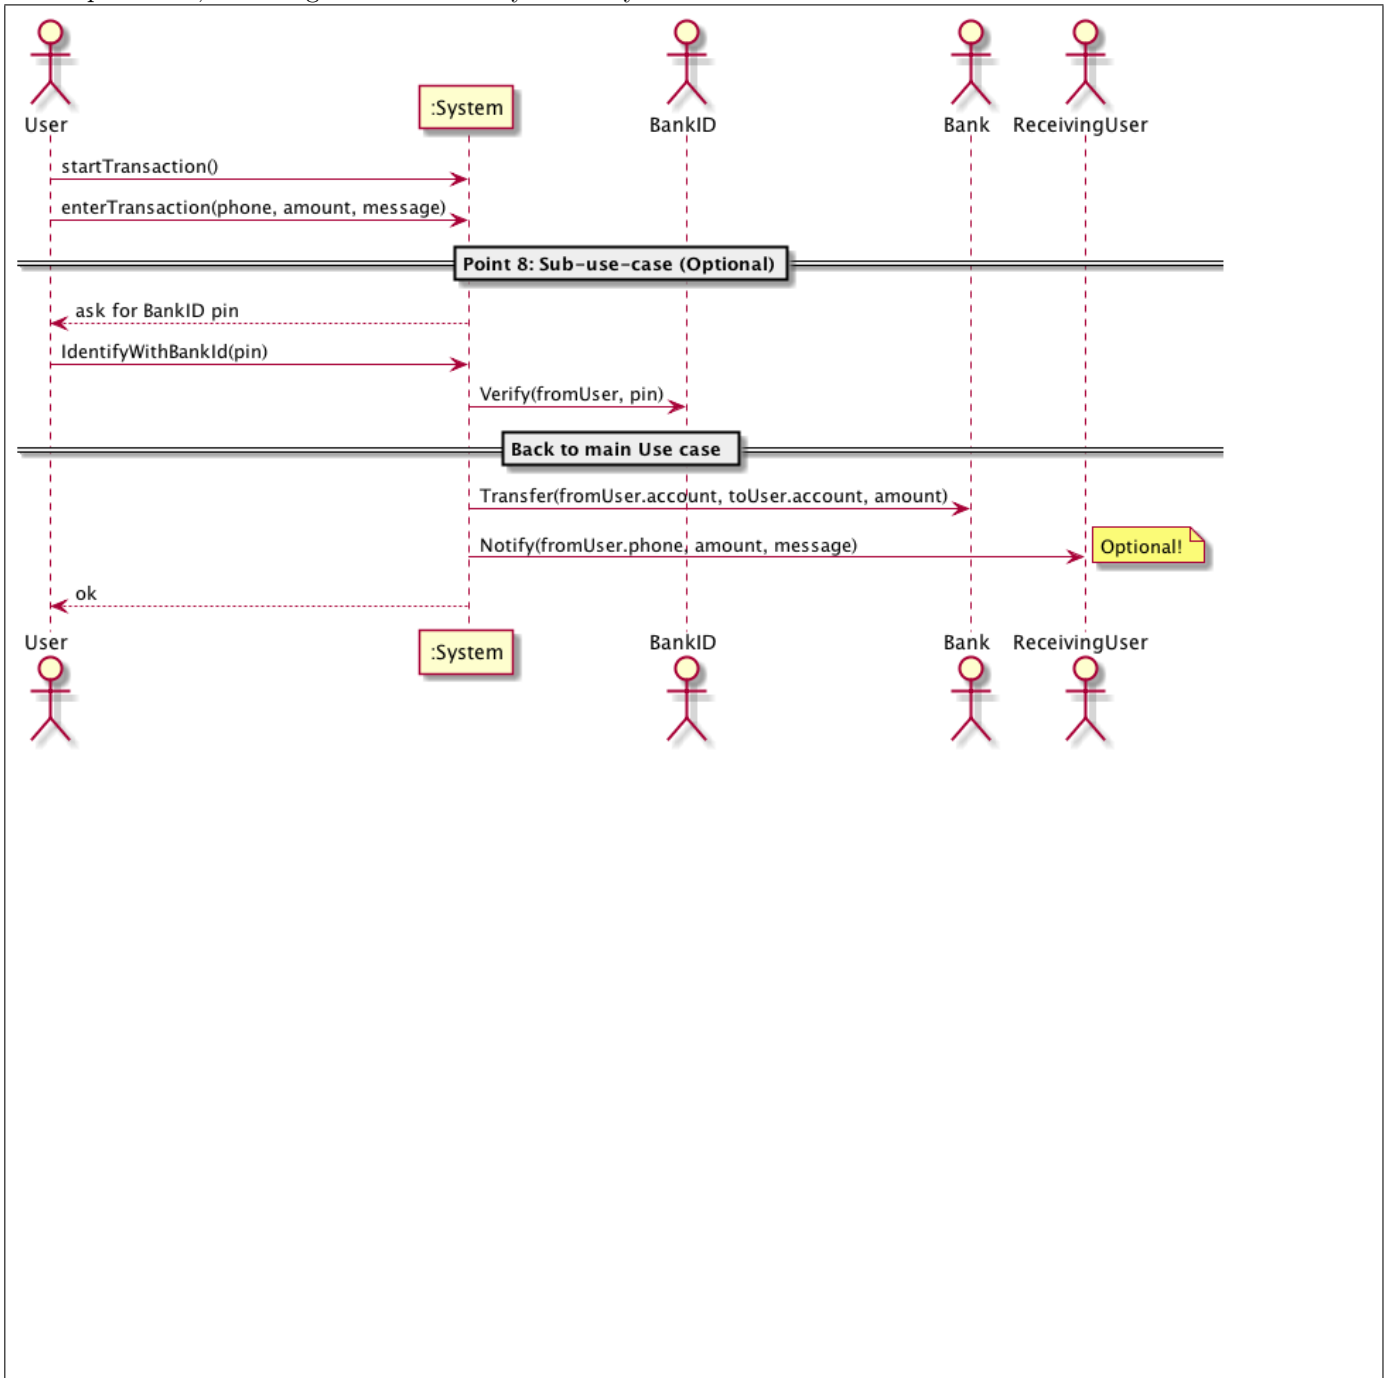 User
:System
BankID
Bank
ReceivingUser
startTransaction()
enterTransaction(phone, amount, message)
Point 8: Sub-use-case (Optional)
ask for BankID pin
IdentifyWithBankId(pin)
Verify(fromUser, pin)
Back to main Use case
Transfer(fromUser.account, toUser.account, amount)
Notify(fromUser.phone, amount, message)
Optional!
ok
User
:System
BankID
Bank
ReceivingUser